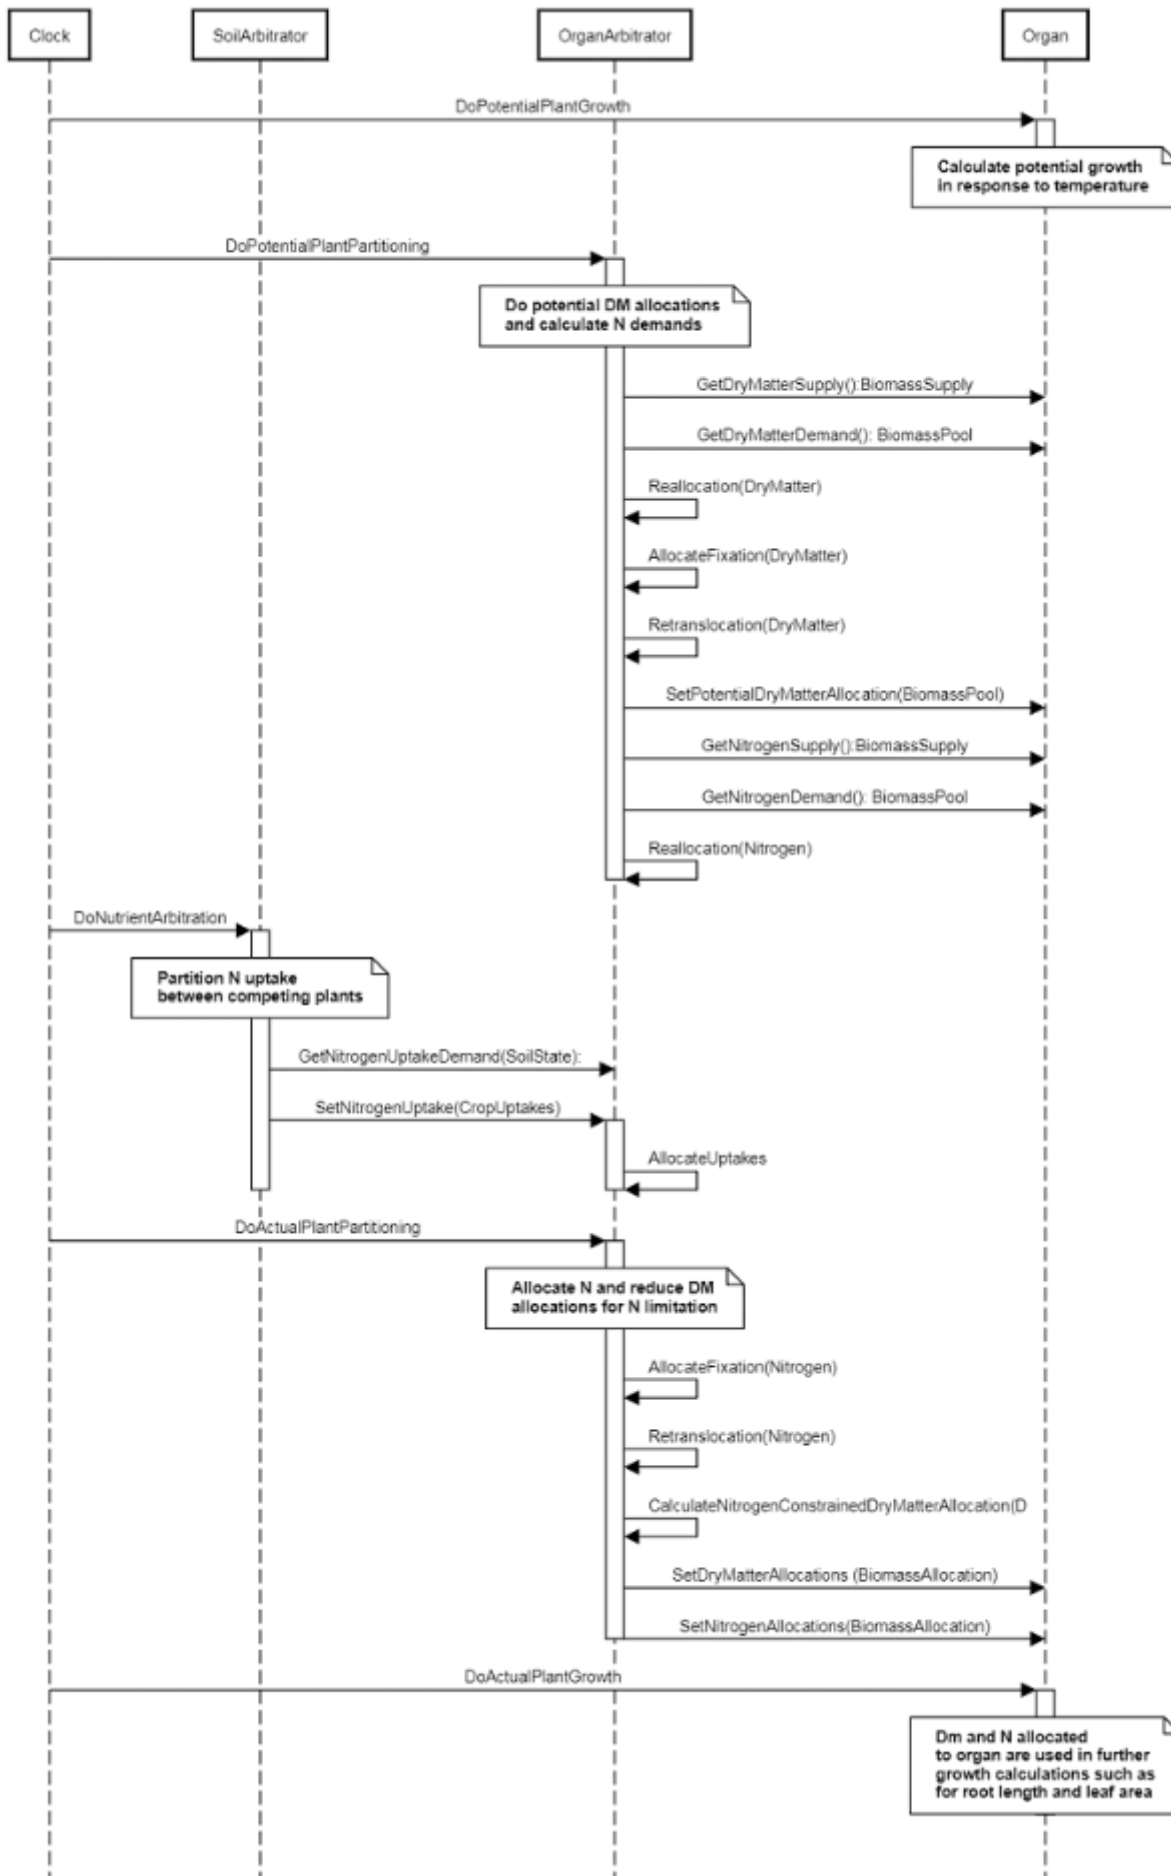 Clock
SoilArbitrator
OrganArbitrator
Organ
DoPotentialPlantGrowth
Calculate potential growth
in response to temperature
DoPotentialPlantPartitioning
Do potential DM allocations
and calculate N demands
GetDryMatterSupply():BiomassSupply
GetDryMatterDemand(): BiomassPool
Reallocation(DryMatter)
AllocateFixation(DryMatter)
Retranslocation(DryMatter)
SetPotentialDryMatterAllocation(BiomassPool)
GetNitrogenSupply():BiomassSupply
GetNitrogenDemand(): BiomassPool
Reallocation(Nitrogen)
DoNutrientArbitration
Partition N uptake
between competing plants
GetNitrogenUptakeDemand(SoilState):
SetNitrogenUptake(CropUptakes)
AllocateUptakes
DoActualPlantPartitioning
Allocate N and reduce DM
allocations for N limitation
AllocateFixation(Nitrogen)
Retranslocation(Nitrogen)
CalculateNitrogenConstrainedDryMatterAllocation(D
SetDryMatterAllocations (BiomassAllocation)
SetNitrogenAllocations(BiomassAllocation)
DoActualPlantGrowth
Dm and N allocated
to organ are used in further
growth calculations such as
for root length and leaf area